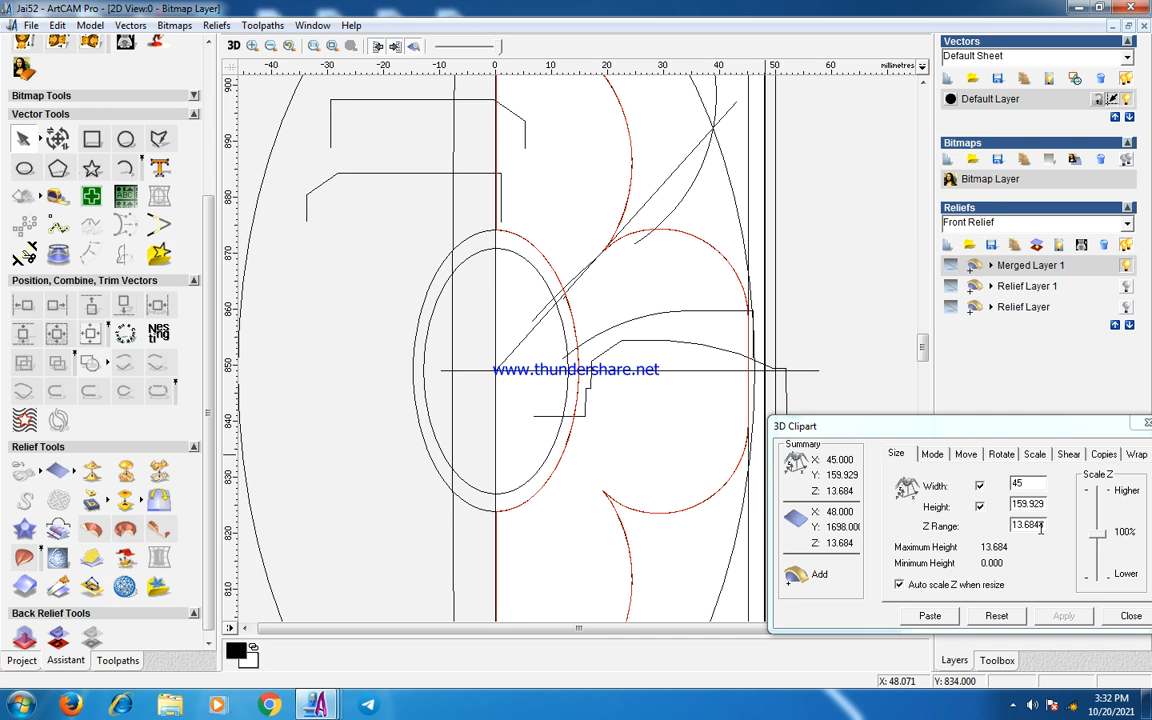 Jai52 - ArtCAM Pro - [2D View:0 - Bitmap Layer]
File Edit Model Vectors Bitmaps Reliefs Toolpaths Window Help
3D
Bitmap Tools
Vector Tools
Position, Combine, Trim Vectors
Relief Tools
Back Relief Tools
Project Assistant Toolpaths
-40 -30 -20 -10 0 10 20 30 40 50 60 millimetres
900
890
880
870
860
850
840
830
820
810
www.thundershare.net
Vectors
Default Sheet
Default Layer
Bitmaps
Bitmap Layer
Reliefs
Front Relief
Merged Layer 1
Relief Layer 1
Relief Layer
3D Clipart
Summary
X: 45.000
Y: 159.929
Z: 13.684
X: 48.000
Y: 1698.00(
Z: 13.684
Add
Size Mode Move Rotate Scale Shear Copies Wrap
Width: 45
Height: 159.929
Z Range: 13.684
Maximum Height 13.684
Minimum Height 0.000
Auto scale Z when resize
Scale Z
Higher
100%
Lower
Paste Reset Apply Close
Layers Toolbox
X: 48.071 Y: 834.000
3:32 PM
10/20/2021